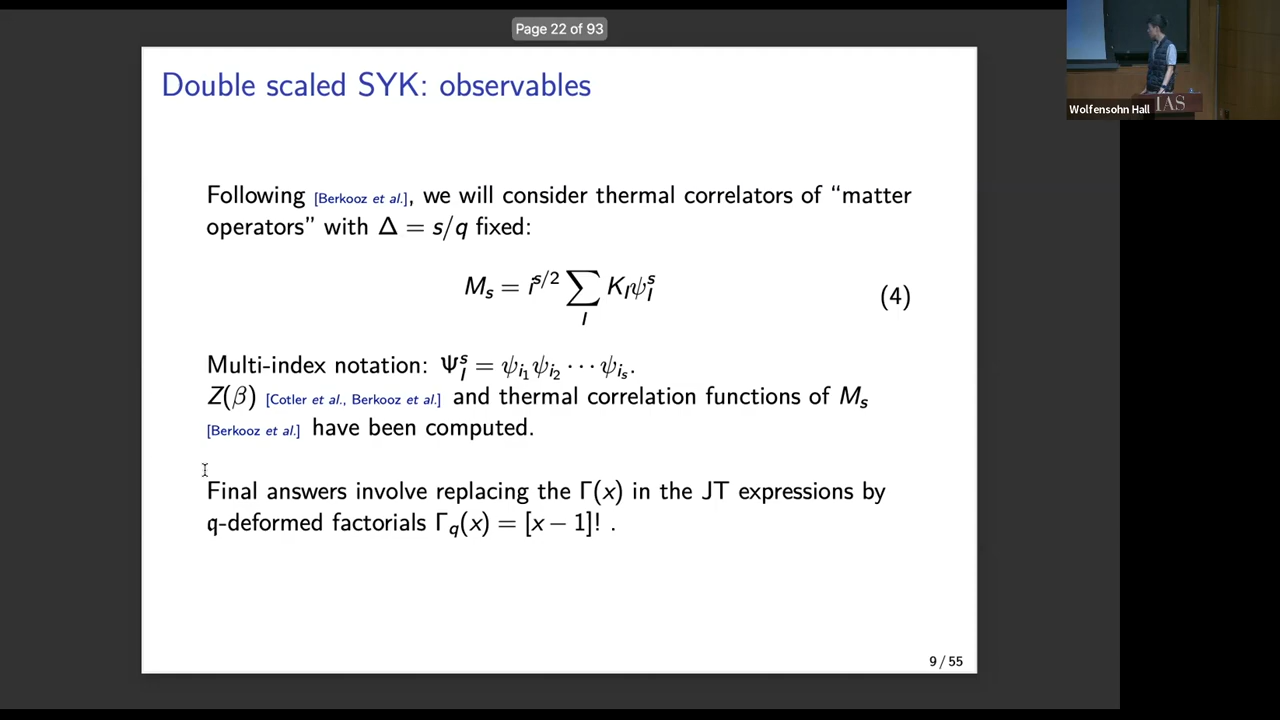 Page 22 of 93
Double scaled SYK: observables
Following [Berkooz et al.], we will consider thermal correlators of “matter
operators” with Δ = s/q fixed:
M_s = i^{s/2} ∑_I K_I ψ_I^s (4)
Multi-index notation: Ψ_I^s = ψ_{i_1} ψ_{i_2} ⋯ ψ_{i_s}.
Z(β) [Cotler et al., Berkooz et al.] and thermal correlation functions of M_s
[Berkooz et al.] have been computed.
Final answers involve replacing the Γ(x) in the JT expressions by
𝔮-deformed factorials Γ_q(x) = [x − 1]! .
9 / 55
Wolfensohn Hall
IAS